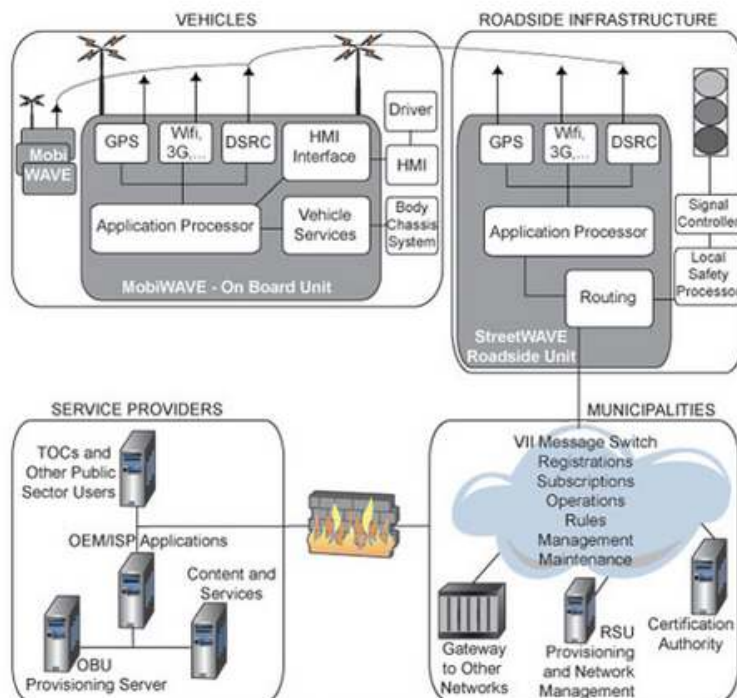 VEHICLES
Mobi
WAVE
GPS
Wifi,
3G,...
DSRC
HMI
Interface
Driver
HMI
Application Processor
Vehicle
Services
Body
Chassis
System
MobiWAVE - On Board Unit
ROADSIDE INFRASTRUCTURE
GPS
Wifi,
3G,...
DSRC
Application Processor
Signal
Controller
Local
Safety
Processor
Routing
StreetWAVE
Roadside Unit
SERVICE PROVIDERS
TOCs and
Other Public
Sector Users
OEM/ISP Applications
Content and
Services
OBU
Provisioning Server
MUNICIPALITIES
VII Message Switch
Registrations
Subscriptions
Operations
Rules
Management
Maintenance
Gateway
to Other
Networks
RSU
Provisioning
and Network
Management
Certification
Authority